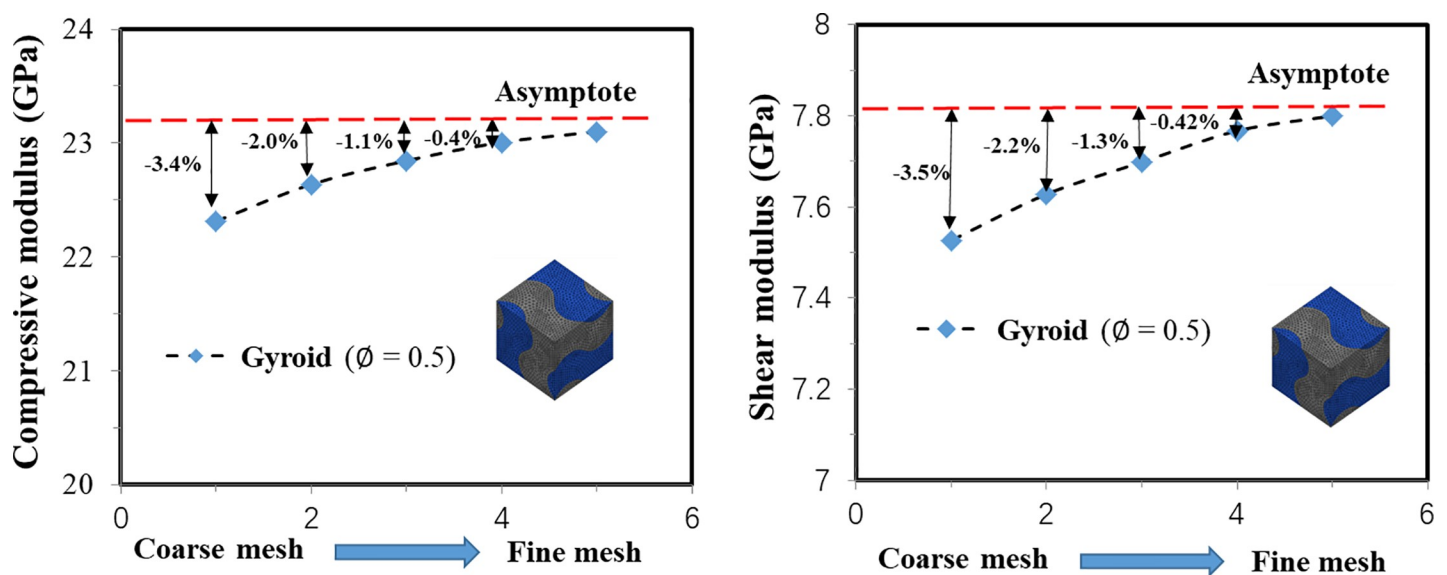 Compressive modulus (GPa)
24
23
22
21
20
0
2
4
6
Asymptote
-3.4%
-2.0%
-1.1%
-0.4%
Gyroid (∅ = 0.5)
Coarse mesh
Fine mesh
Shear modulus (GPa)
8
7.8
7.6
7.4
7.2
7
0
2
4
6
Asymptote
-3.5%
-2.2%
-1.3%
-0.42%
Gyroid (∅ = 0.5)
Coarse mesh
Fine mesh